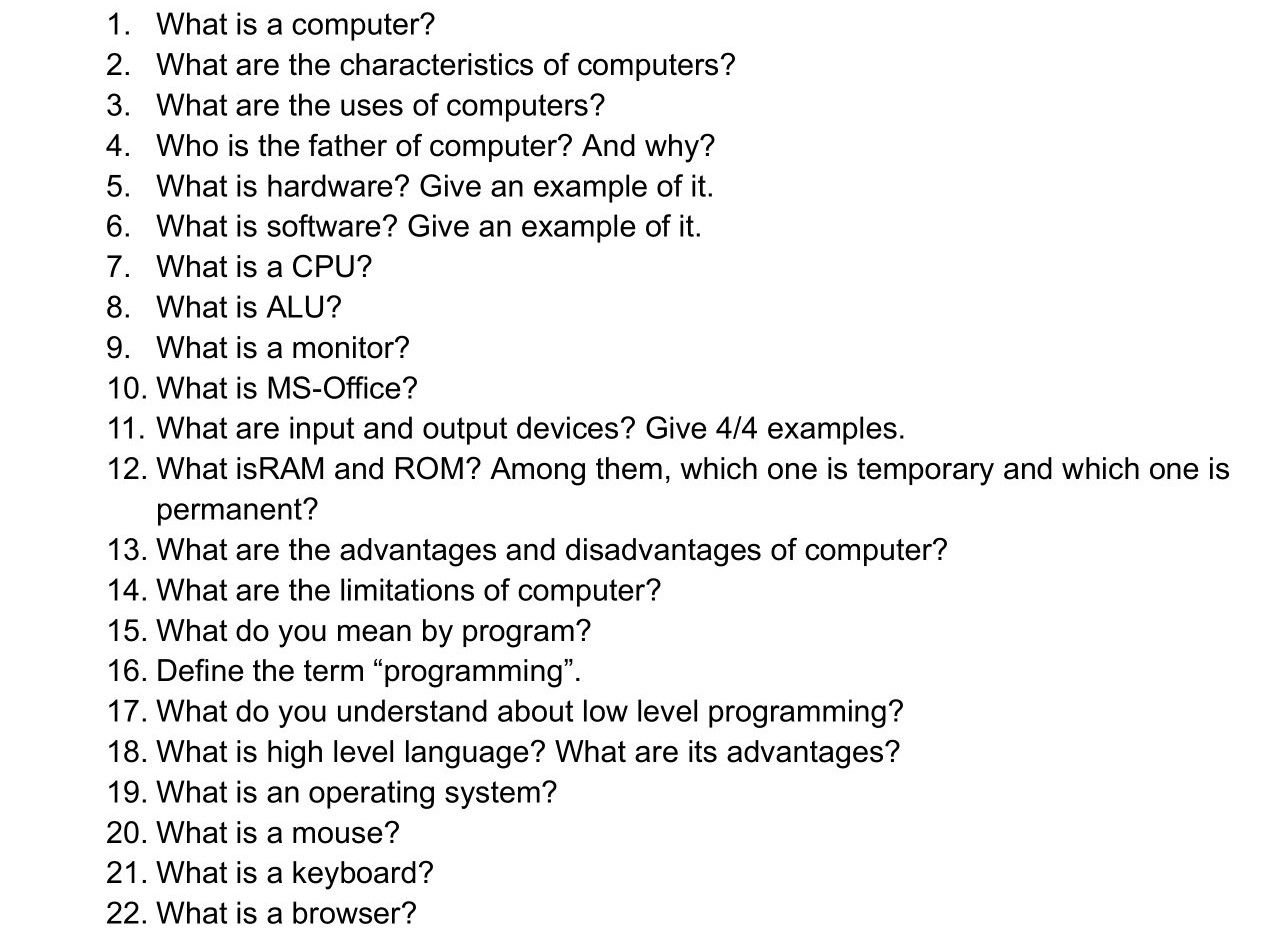 1. What is a computer?
2. What are the characteristics of computers?
3. What are the uses of computers?
4. Who is the father of computer? And why?
5. What is hardware? Give an example of it.
6. What is software? Give an example of it.
7. What is a CPU?
8. What is ALU?
9. What is a monitor?
10. What is MS-Office?
11. What are input and output devices? Give 4/4 examples.
12. What isRAM and ROM? Among them, which one is temporary and which one is
permanent?
13. What are the advantages and disadvantages of computer?
14. What are the limitations of computer?
15. What do you mean by program?
16. Define the term “programming”.
17. What do you understand about low level programming?
18. What is high level language? What are its advantages?
19. What is an operating system?
20. What is a mouse?
21. What is a keyboard?
22. What is a browser?